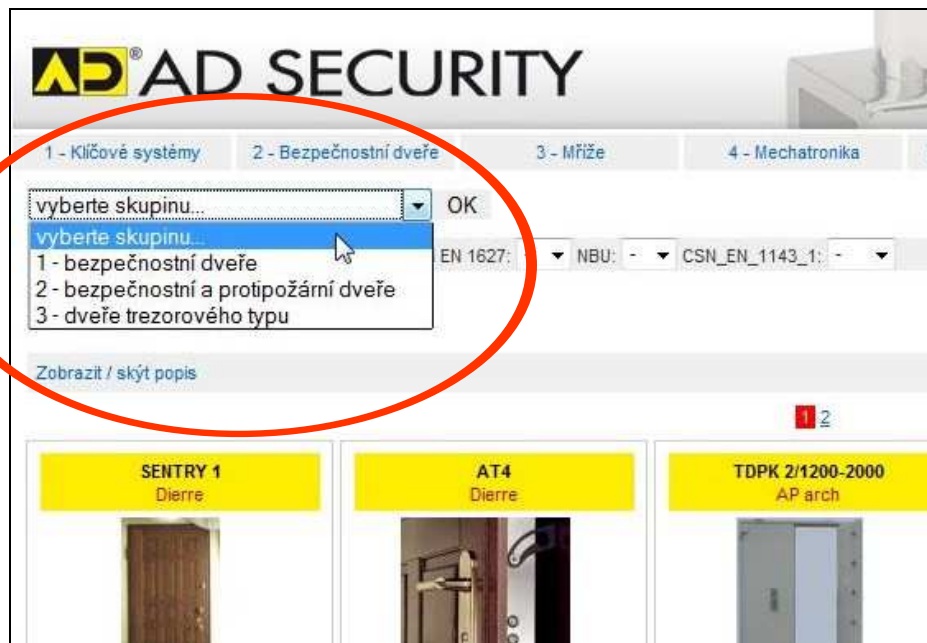 AD® AD SECURITY
1 - Klíčové systémy 2 - Bezpečnostní dveře 3 - Mříže 4 - Mechatronika
vyberte skupinu... OK
vyberte skupinu...
EN 1627: - NBU: - CSN_EN_1143_1: -
1 - bezpečnostní dveře
2 - bezpečnostní a protipožární dveře
3 - dveře trezorového typu
Zobrazit / skýt popis
1 2
SENTRY 1 AT4 TDPK 2/1200-2000
Dierre Dierre AP arch